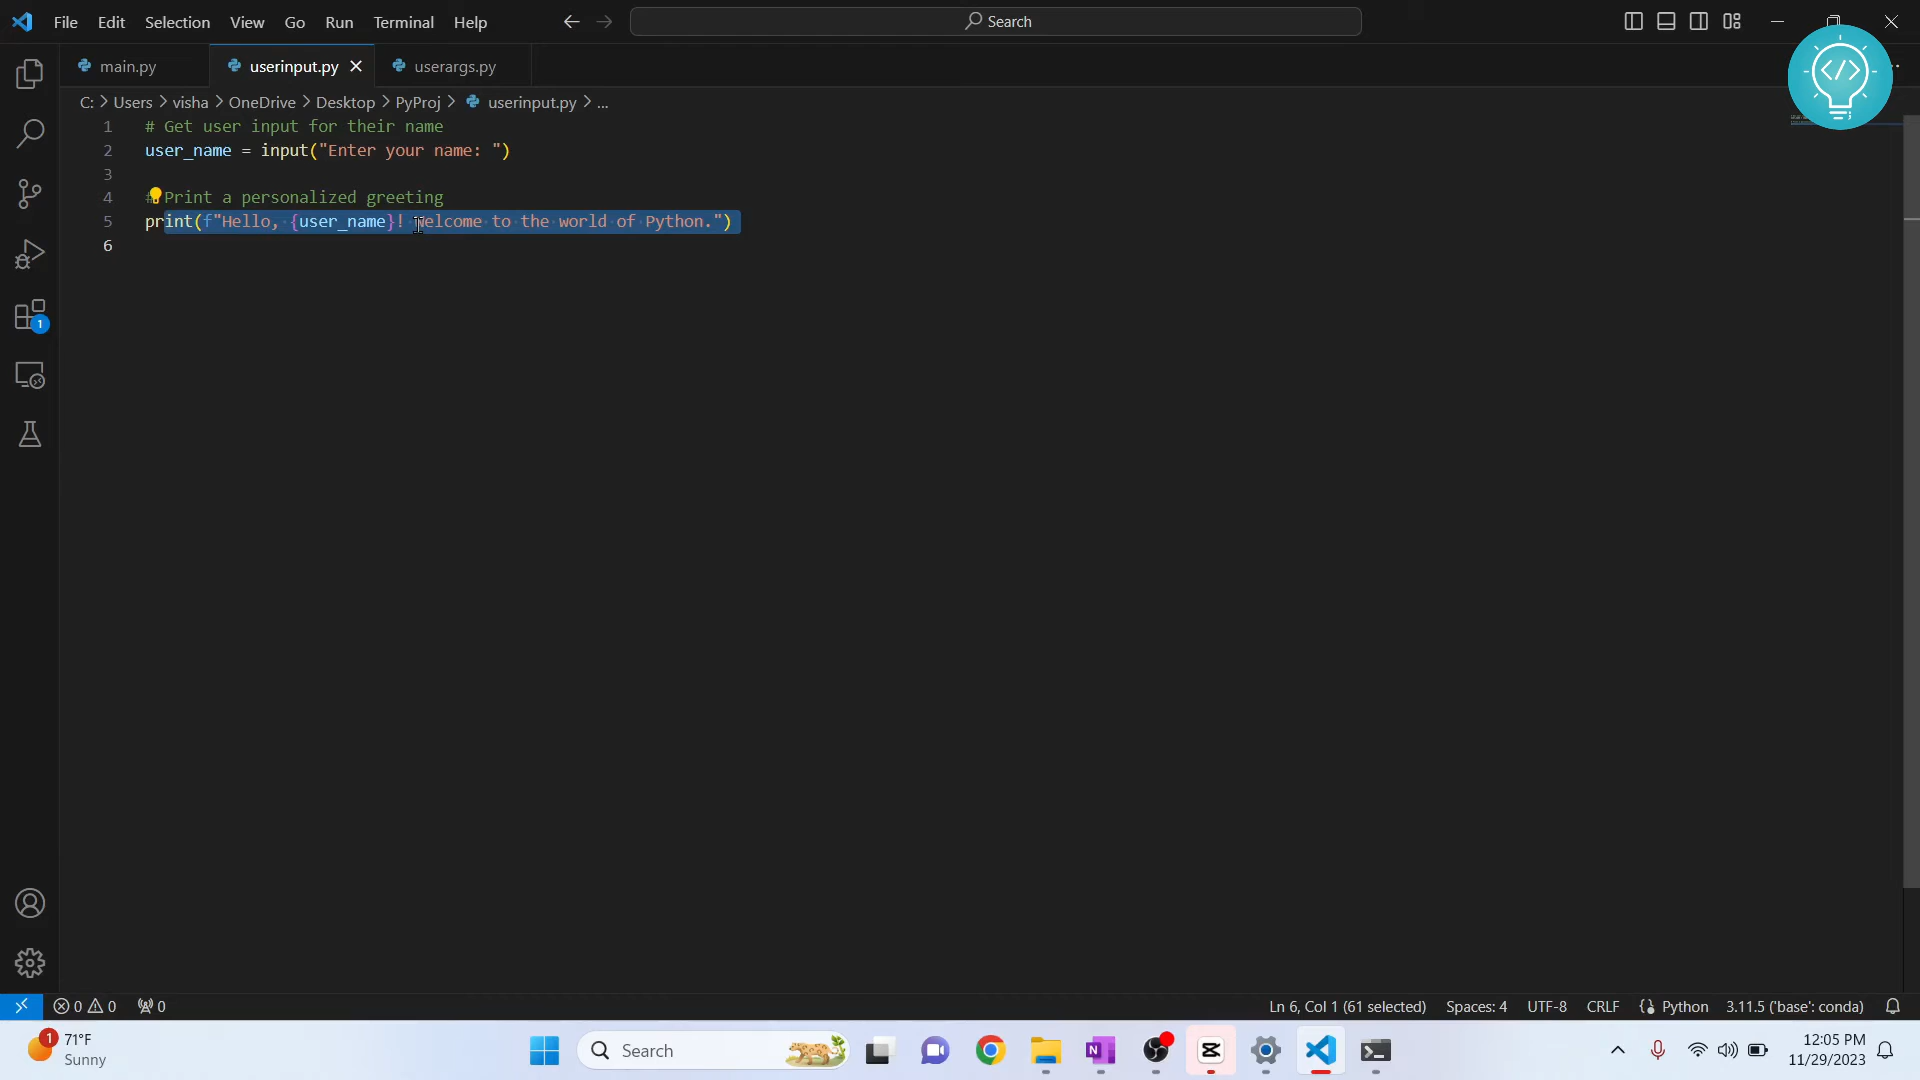 File Edit Selection View Go Run Terminal Help
Search
main.py userinput.py userargs.py
C: > Users > visha > OneDrive > Desktop > PyProj > userinput.py > ...
1 # Get user input for their name
2 user_name = input("Enter your name: ")
3
4 # Print a personalized greeting
5 print(f"Hello, {user_name}! Welcome to the world of Python.")
6
</>
1
0 0 0
Ln 6, Col 1 (61 selected) Spaces: 4 UTF-8 CRLF Python 3.11.5 ('base': conda)
1
71°F
Sunny
Search
12:05 PM
11/29/2023